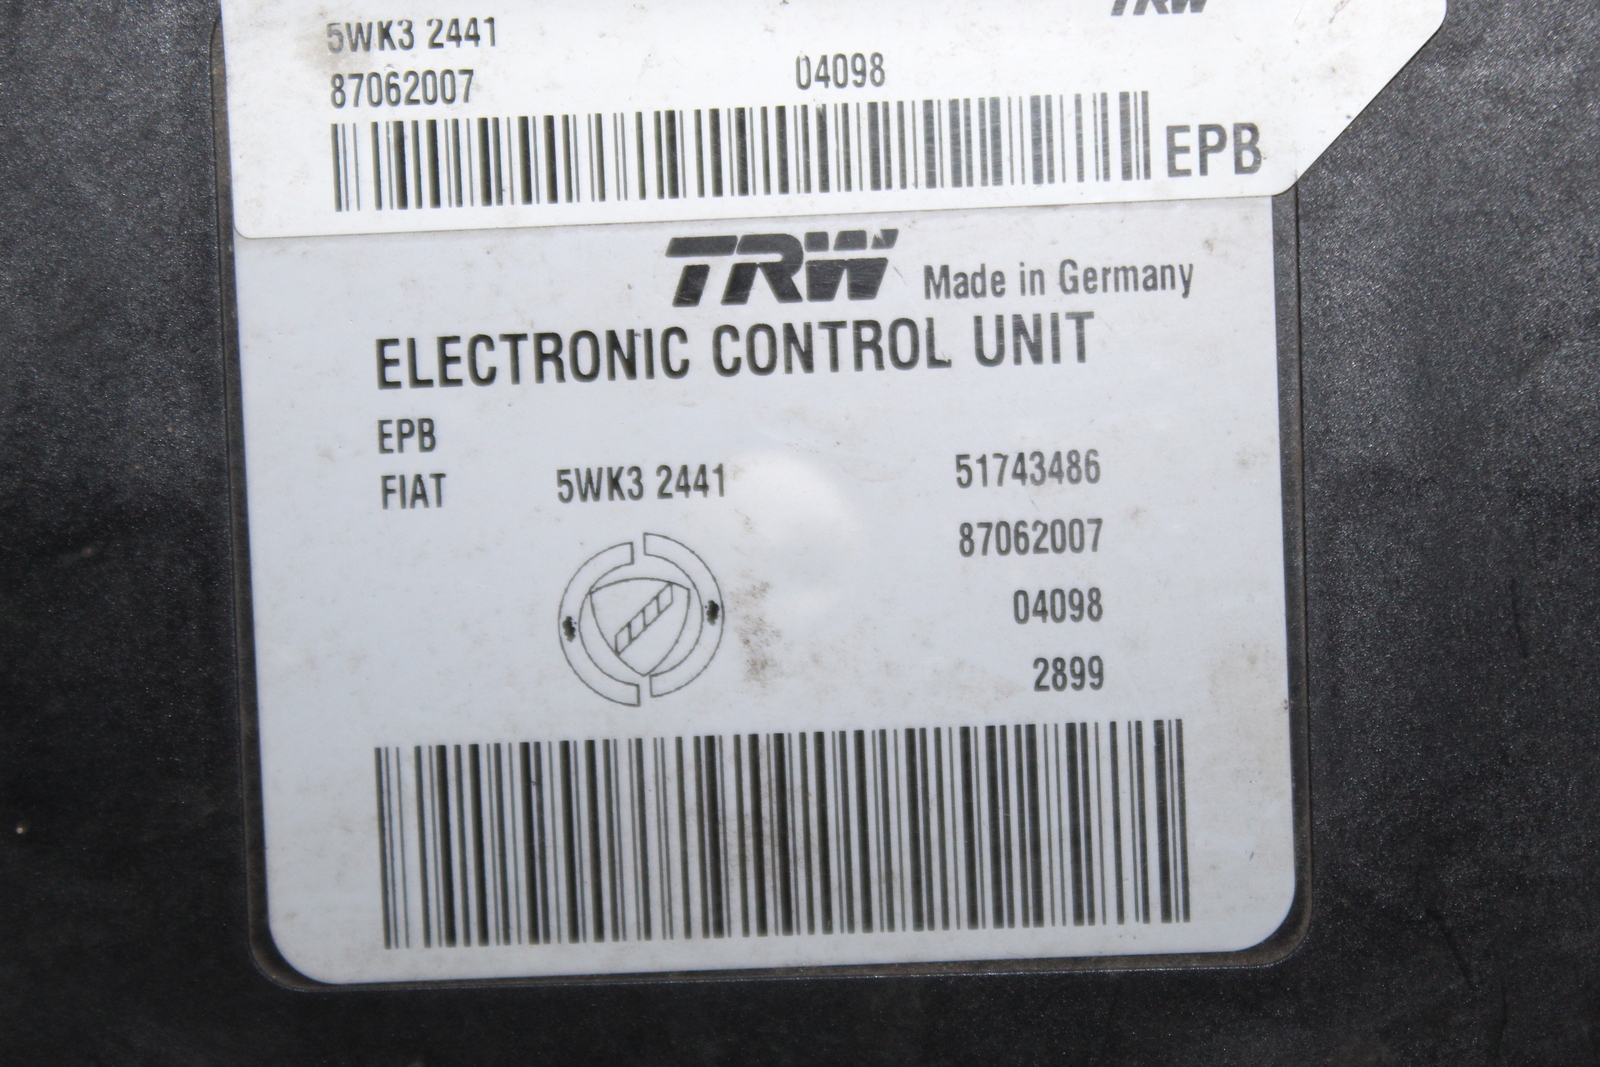 TRW
5WK3 2441
87062007 04098
EPB
TRW Made in Germany
ELECTRONIC CONTROL UNIT
EPB
FIAT 5WK3 2441 51743486
87062007
04098
2899